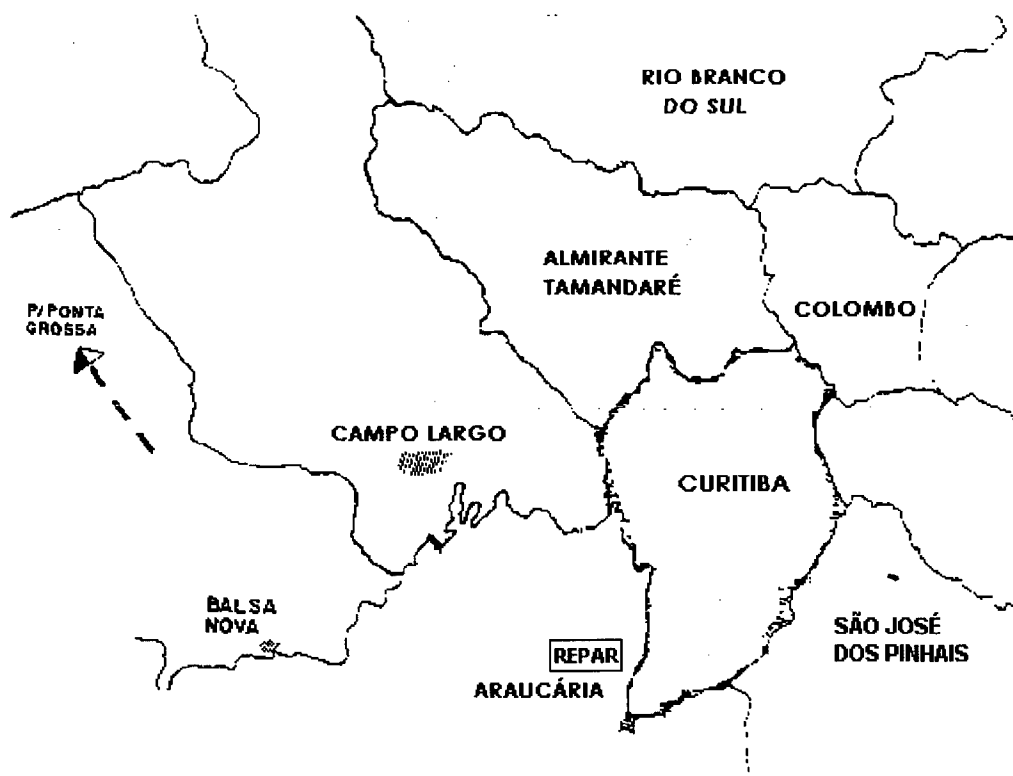 RIO BRANCO
DO SUL
ALMIRANTE
TAMANDARÉ
P/PONTA
GROSSA
COLOMBO
CAMPO LARGO
CURITIBA
BALSA
NOVA
SÃO JOSÉ
DOS PINHAIS
REPAR
ARAUCÁRIA